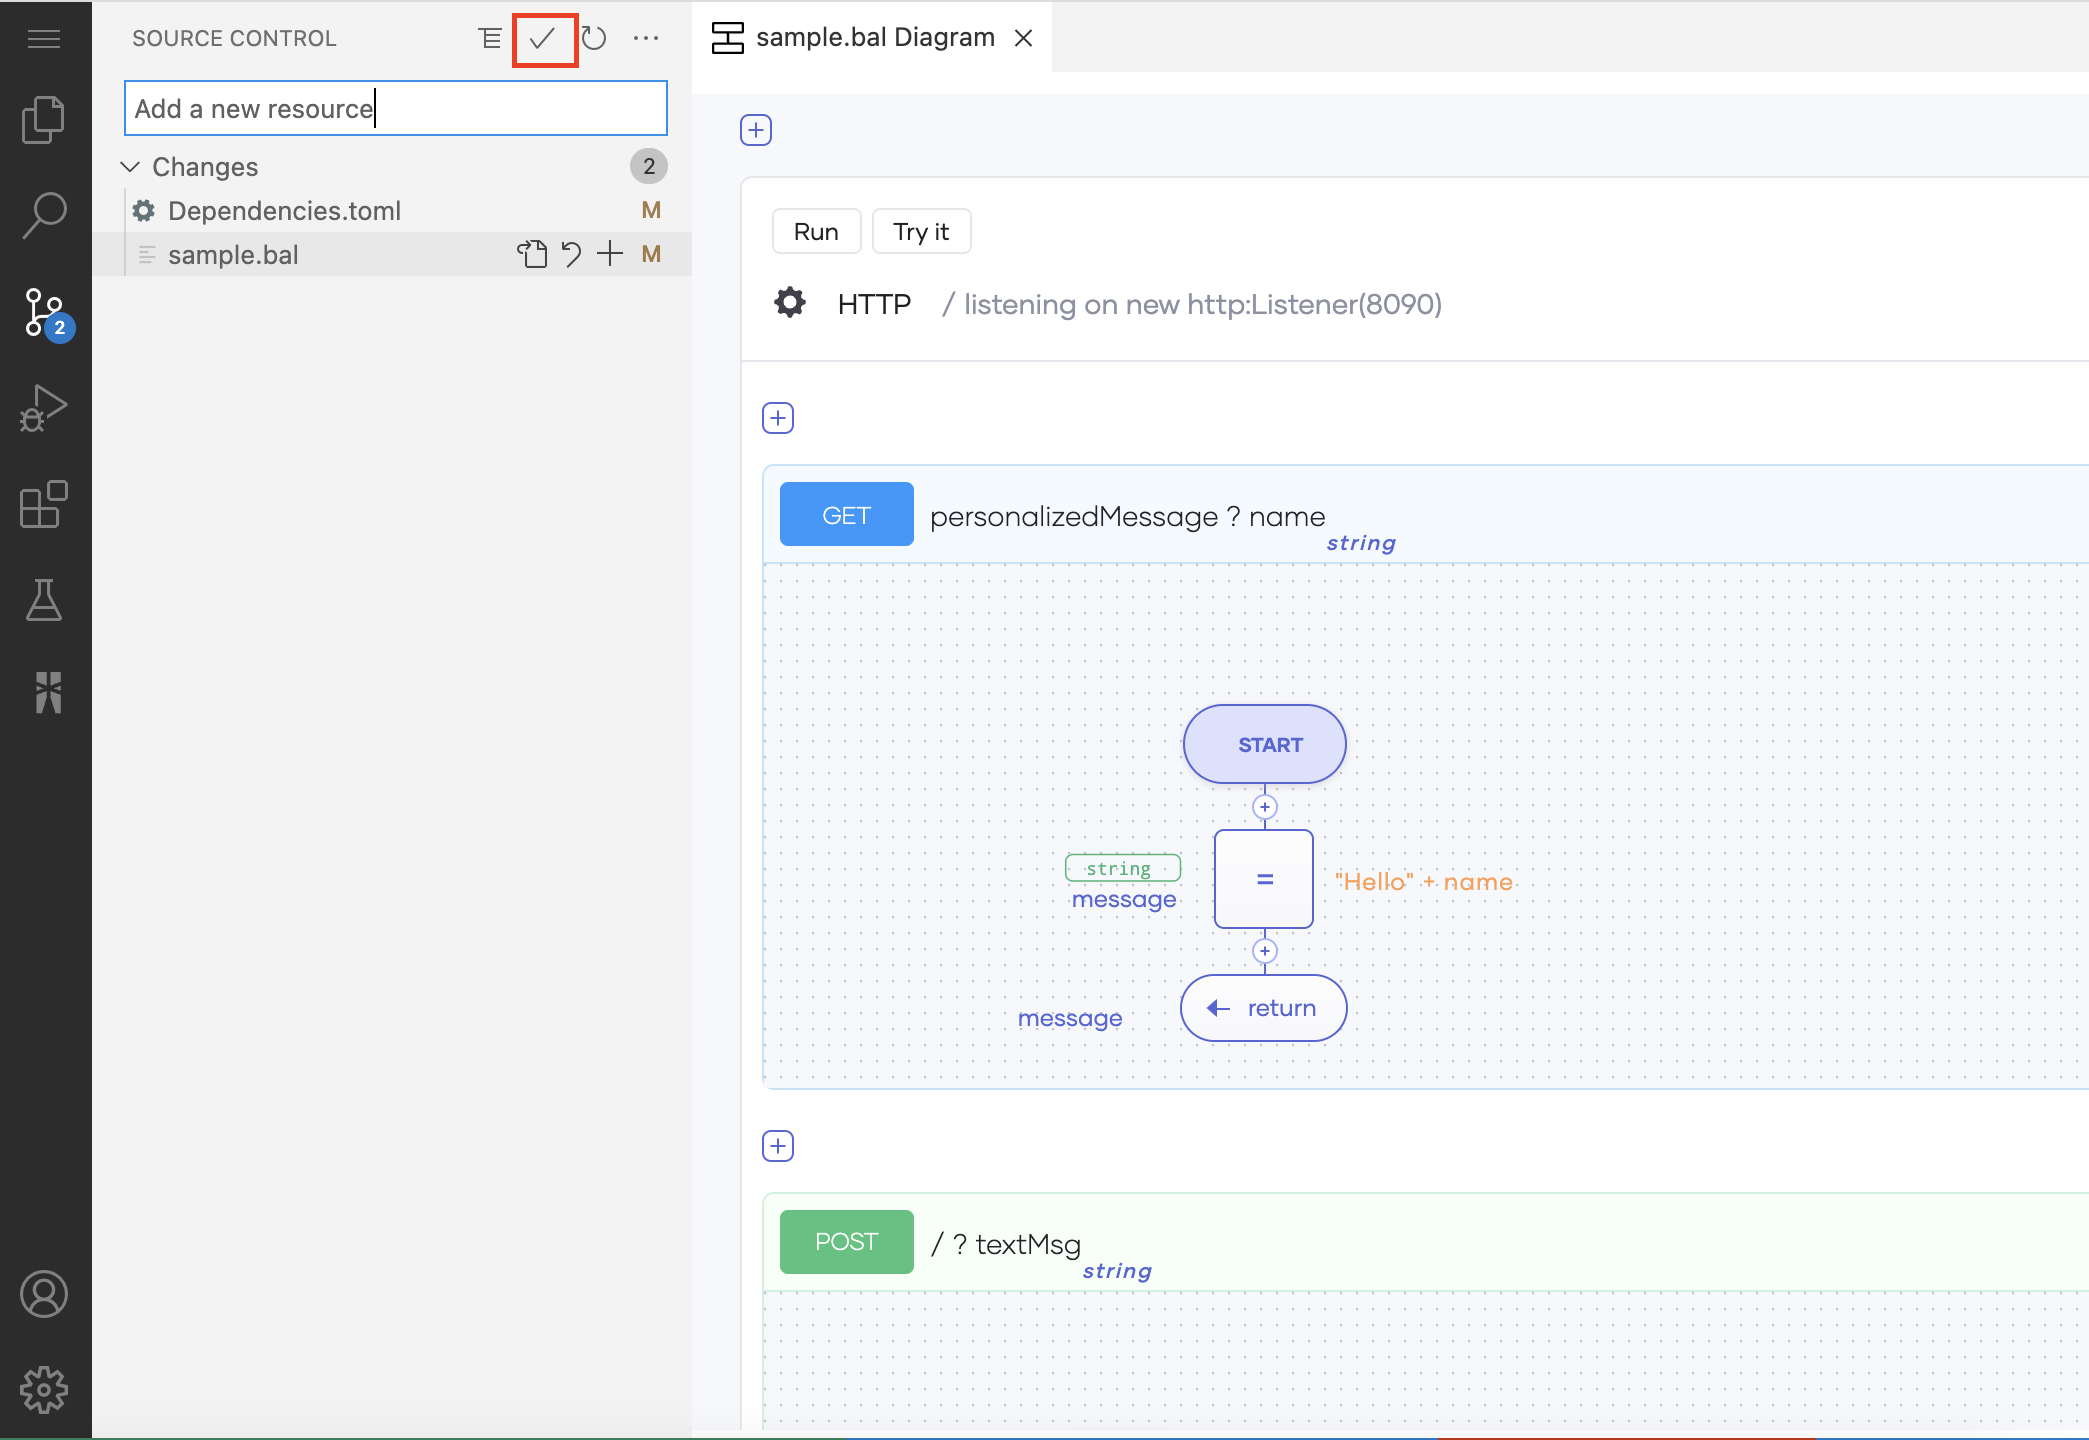 SOURCE CONTROL
Add a new resource
Changes 2
Dependencies.toml M
sample.bal M
2
sample.bal Diagram
Run Try it
HTTP / listening on new http:Listener(8090)
GET personalizedMessage ? name
string
START
string
message
= "Hello" + name
message
return
POST / ? textMsg
string